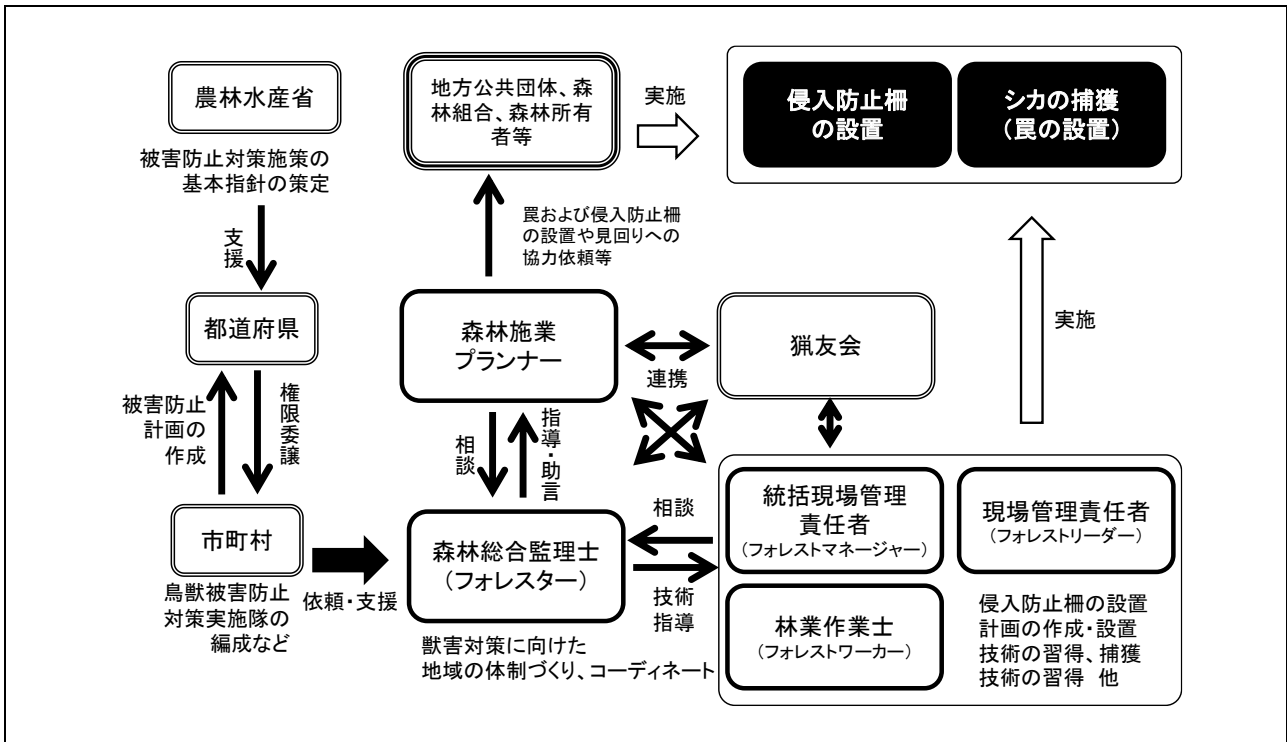 農林水産省
被害防止対策施策の
基本指針の策定
支援
都道府県
被害防止
計画の
作成
権限委譲
市町村
鳥獣被害防止
対策実施隊の
編成など
依頼・支援
地方公共団体、森
林組合、森林所有
者等
実施
侵入防止柵
の設置
シカの捕獲
（罠の設置）
罠および侵入防止柵
の設置や見回りへの
協力依頼等
森林施業
プランナー
連携
猟友会
実施
相談
指導・助言
森林総合監理士
（フォレスター）
獣害対策に向けた
地域の体制づくり、コーディネート
相談
技術
指導
統括現場管理
責任者
（フォレストマネージャー）
現場管理責任者
（フォレストリーダー）
林業作業士
（フォレストワーカー）
侵入防止柵の設置
計画の作成・設置
技術の習得、捕獲
技術の習得 他